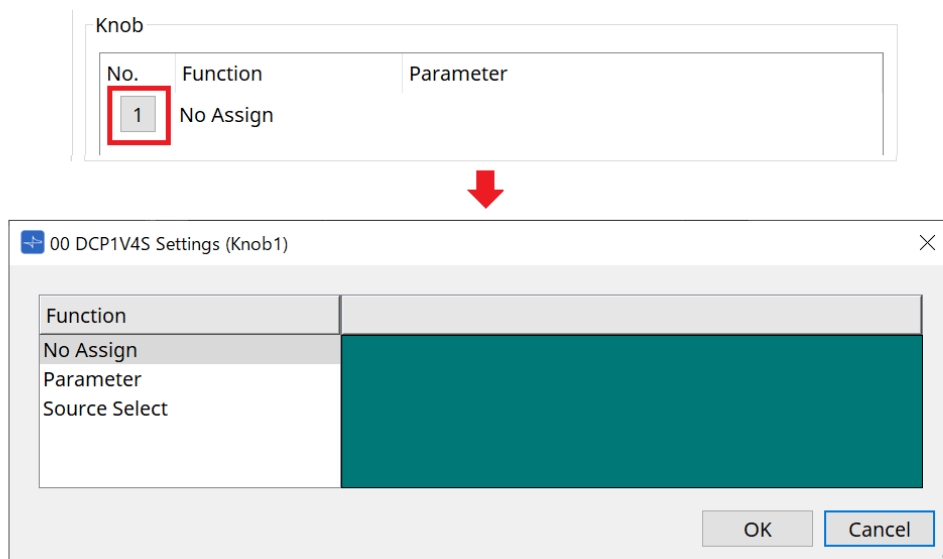 Knob
No. Function Parameter
1 No Assign
00 DCP1V4S Settings (Knob1)
Function
No Assign
Parameter
Source Select
OK Cancel